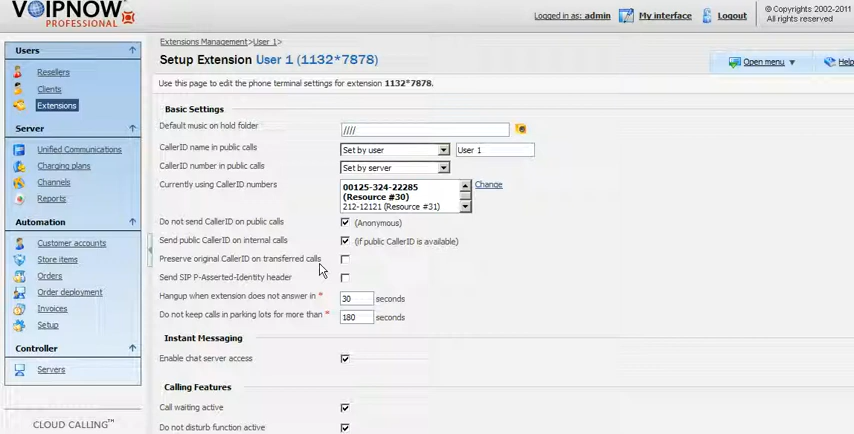 VOIPNOW
PROFESSIONAL
Logged in as: admin
My interface
Logout
© Copyrights 2002-2011
All rights reserved
Users
Resellers
Clients
Extensions
Server
Unified Communications
Charging plans
Channels
Reports
Automation
Customer accounts
Store items
Orders
Order deployment
Invoices
Setup
Controller
Servers
CLOUD CALLING™
Extensions Management>User 1>
Setup Extension User 1 (1132*7878)
Open menu
Help
Use this page to edit the phone terminal settings for extension 1132*7878.
Basic Settings
Default music on hold folder ////
CallerID name in public calls Set by user User 1
CallerID number in public calls Set by server
Currently using CallerID numbers 00125-324-22285 Change
(Resource #30)
212-12121 (Resource #31)
Do not send CallerID on public calls (Anonymous)
Send public CallerID on internal calls (if public CallerID is available)
Preserve original CallerID on transferred calls
Send SIP P-Asserted-Identity header
Hangup when extension does not answer in * 30 seconds
Do not keep calls in parking lots for more than * 180 seconds
Instant Messaging
Enable chat server access
Calling Features
Call waiting active
Do not disturb function active